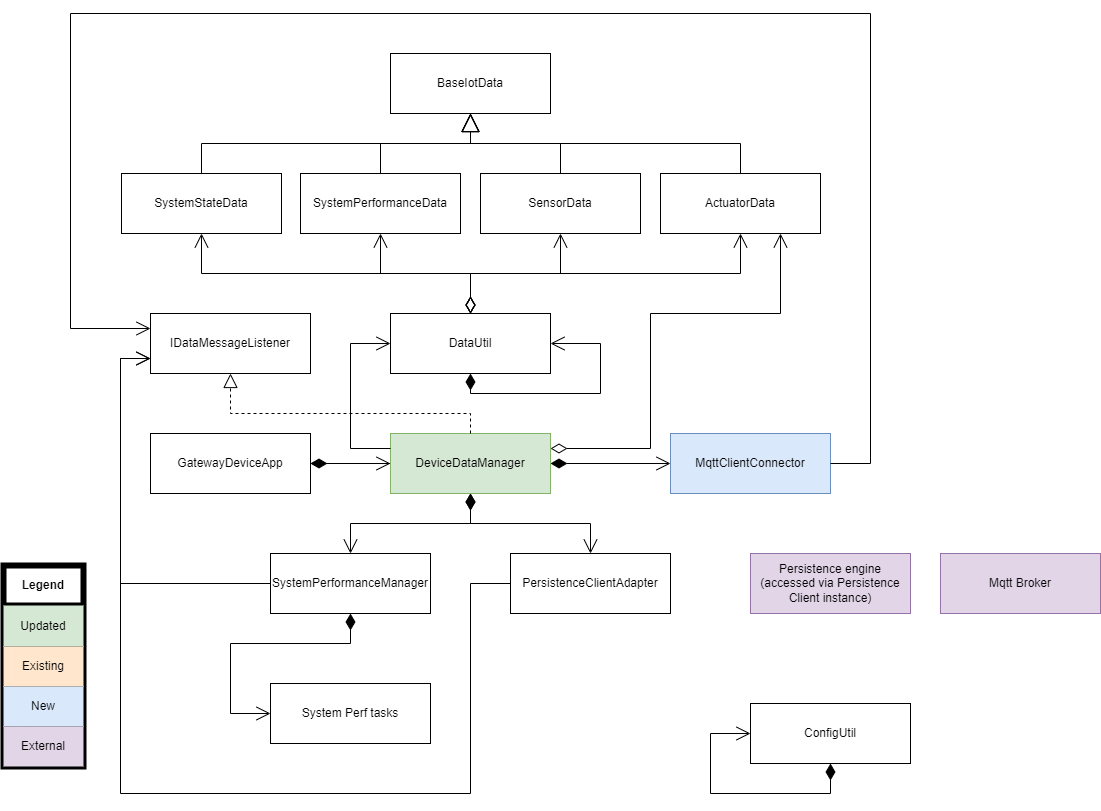 BaseIotData
SystemStateData
SystemPerformanceData
SensorData
ActuatorData
IDataMessageListener
DataUtil
GatewayDeviceApp
DeviceDataManager
MqttClientConnector
SystemPerformanceManager
PersistenceClientAdapter
Persistence engine
(accessed via Persistence
Client instance)
Mqtt Broker
Legend
Updated
Existing
New
External
System Perf tasks
ConfigUtil